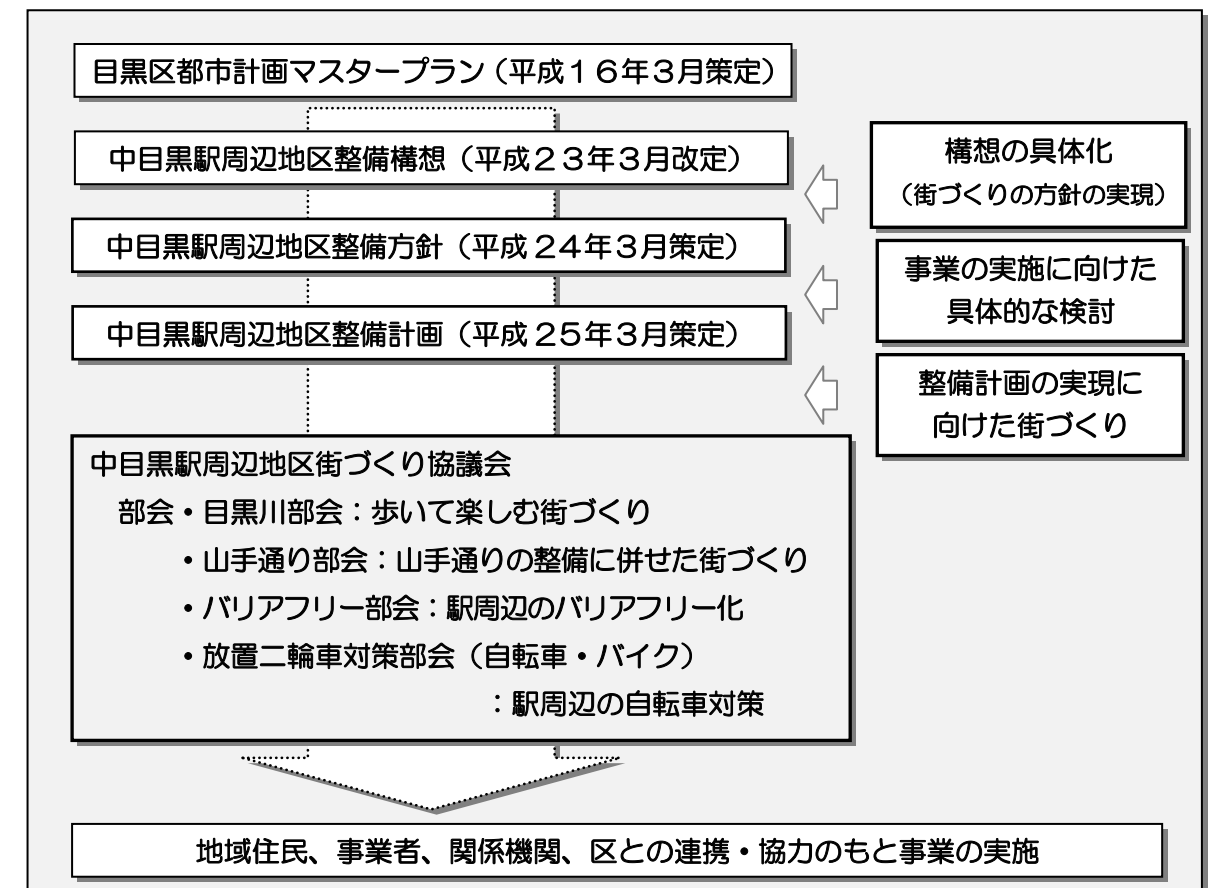 目黒区都市計画マスタープラン（平成１６年３月策定）
中目黒駅周辺地区整備構想（平成２３年３月改定）
構想の具体化
（街づくりの方針の実現）
中目黒駅周辺地区整備方針（平成 24年３月策定）
事業の実施に向けた
具体的な検討
中目黒駅周辺地区整備計画（平成 25年３月策定）
整備計画の実現に
向けた街づくり
中目黒駅周辺地区街づくり協議会
部会・目黒川部会：歩いて楽しむ街づくり
・山手通り部会：山手通りの整備に併せた街づくり
・バリアフリー部会：駅周辺のバリアフリー化
・放置二輪車対策部会（自転車・バイク）
：駅周辺の自転車対策
地域住民、事業者、関係機関、区との連携・協力のもと事業の実施